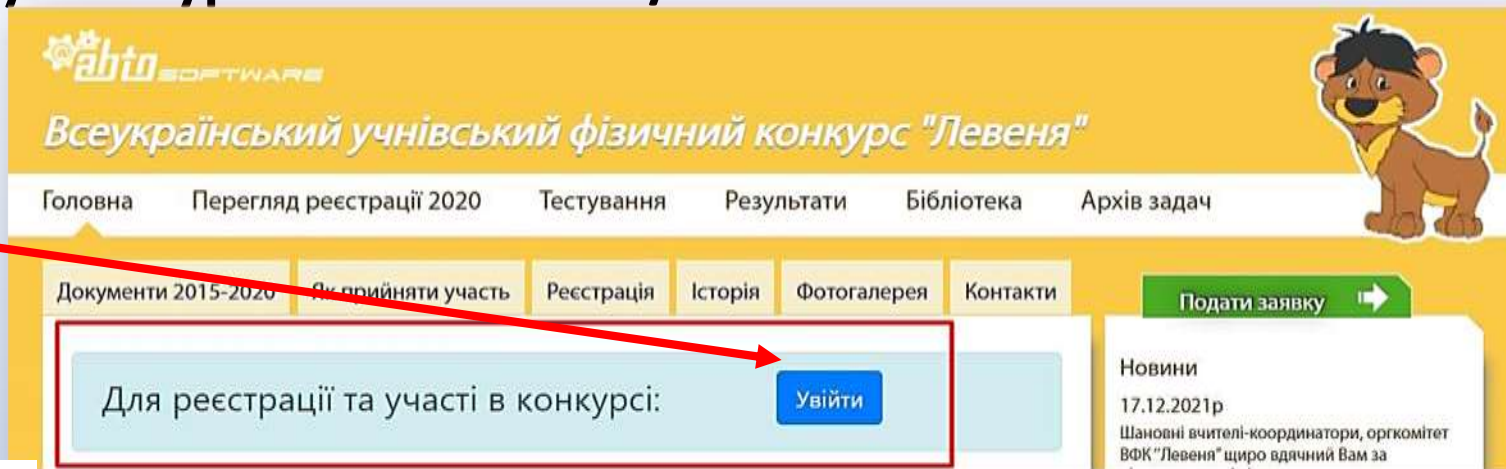 abto SOFTWARE
Всеукраїнський учнівський фізичний конкурс "Левеня"
Головна Перегляд реєстрації 2020 Тестування Результати Бібліотека Архів задач
Документи 2015-2020 Як прийняти участь Реєстрація Історія Фотогалерея Контакти
Подати заявку
Для реєстрації та участі в конкурсі: Увійти
Новини
17.12.2021р
Шановні вчителі-координатори, оргкомітет
ВФК "Левеня" щиро вдячний Вам за